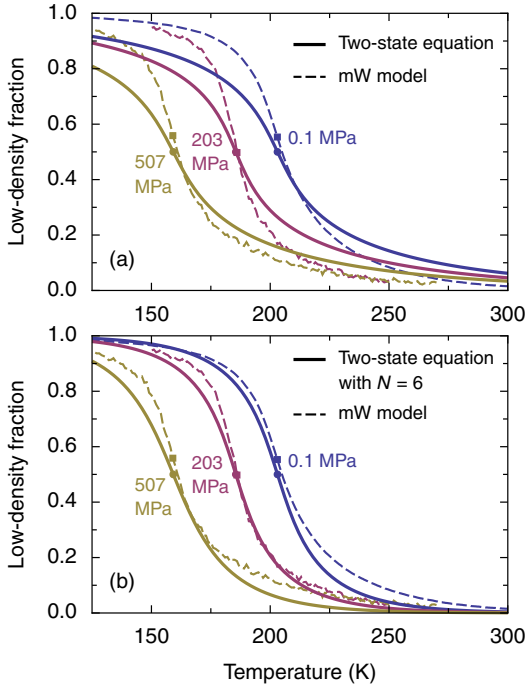 1.0
0.8
0.6
0.4
0.2
0.0
Low-density fraction
Two-state equation
mW model
0.1 MPa
203
MPa
507
MPa
(a)
150
200
250
300
1.0
0.8
0.6
0.4
0.2
0.0
Low-density fraction
Two-state equation
with N = 6
mW model
0.1 MPa
203
MPa
507
MPa
(b)
150
200
250
300
Temperature (K)